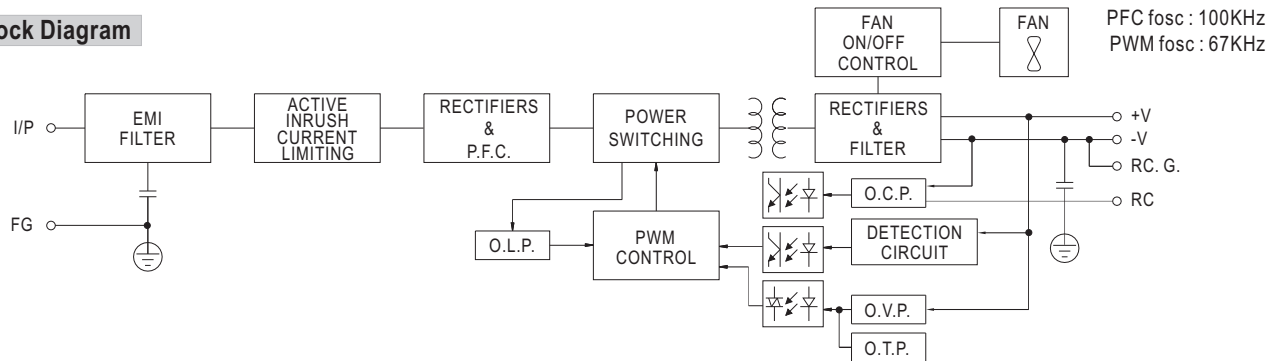 ock Diagram
PFC fosc : 100KHz
PWM fosc : 67KHz
FAN
ON/OFF
CONTROL
FAN
I/P
EMI
FILTER
ACTIVE
INRUSH
CURRENT
LIMITING
RECTIFIERS
&
P.F.C.
POWER
SWITCHING
RECTIFIERS
&
FILTER
+V
-V
RC. G.
RC
FG
O.L.P.
PWM
CONTROL
O.C.P.
DETECTION
CIRCUIT
O.V.P.
O.T.P.